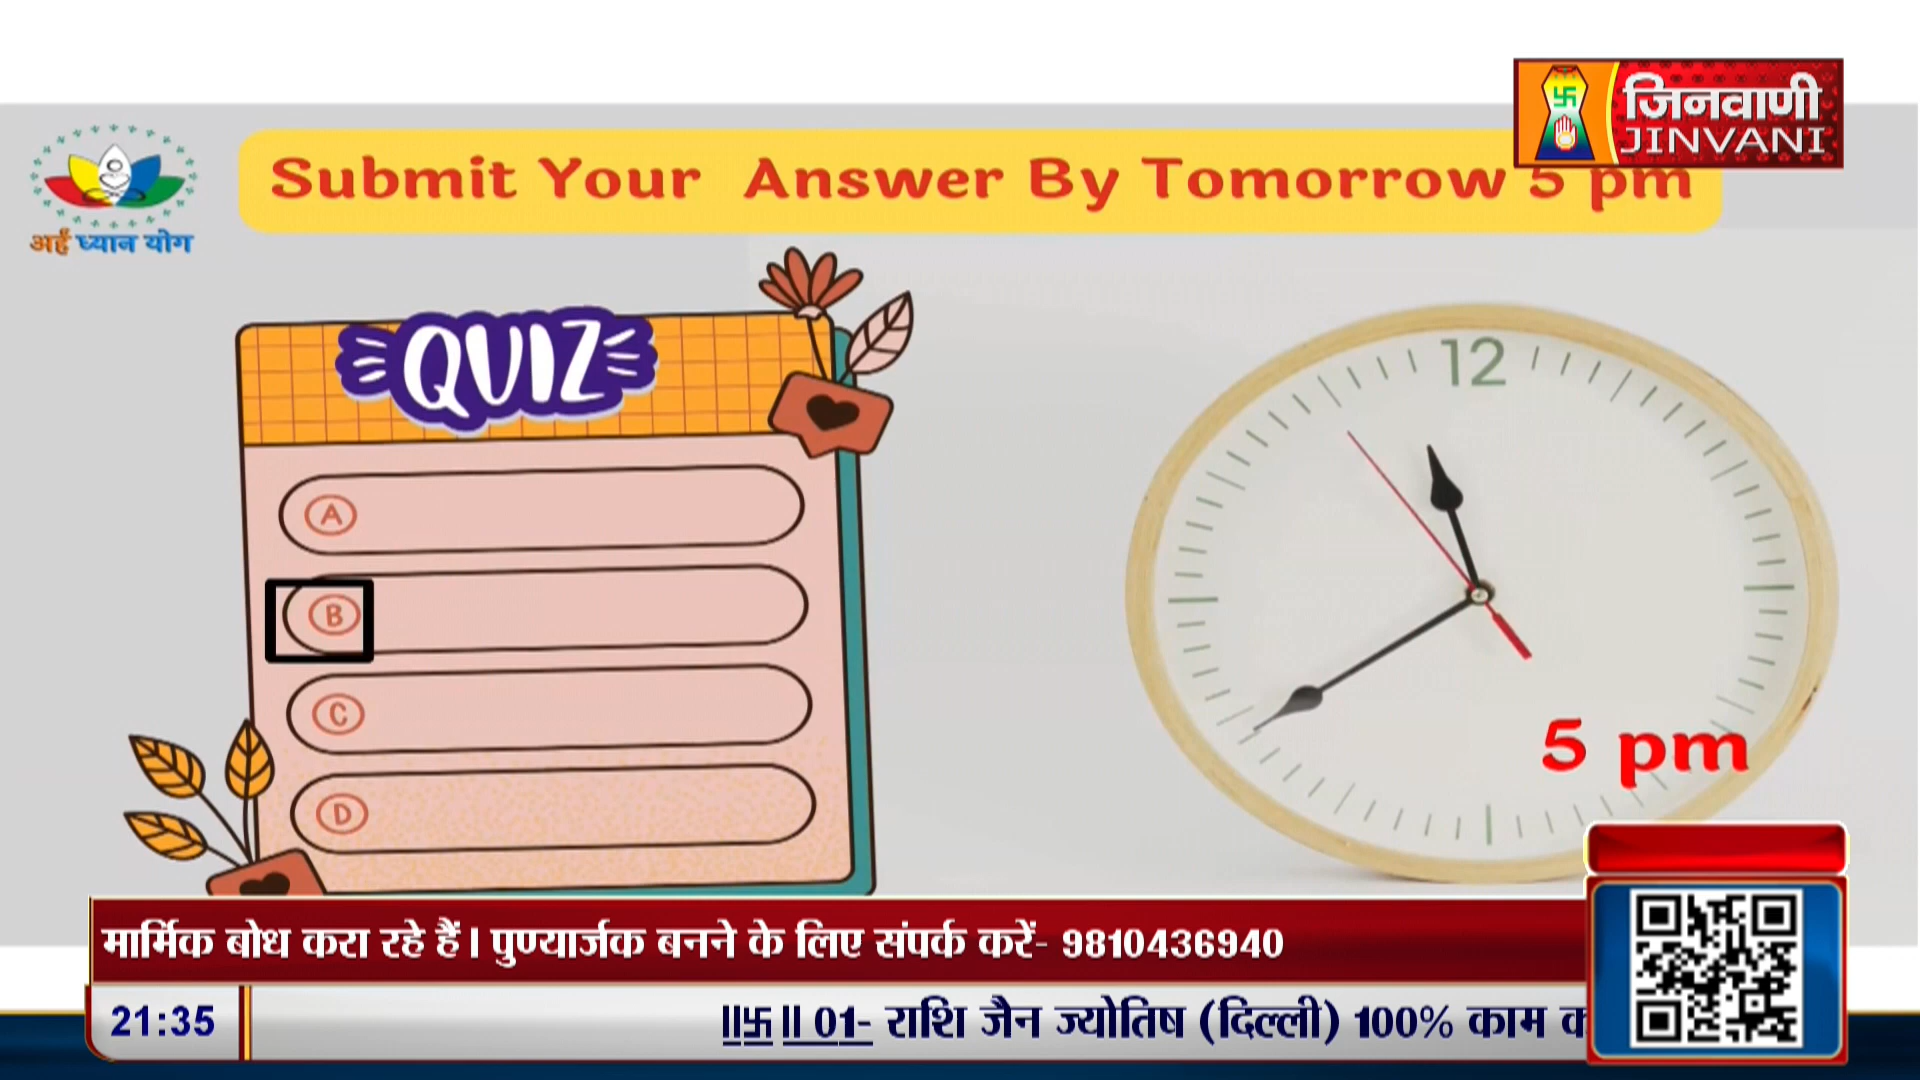 जिनवाणी
JINVANI
Submit Your Answer By Tomorrow 5 pm
अर्हं ध्यान योग
QUIZ
12
A
B
C
D
5 pm
मार्मिक बोध करा रहे हैं। पुण्यार्जक बनने के लिए संपर्क करें- 9810436940
21:35
||卐|| 01- राशि जैन ज्योतिष (दिल्ली) 100% काम